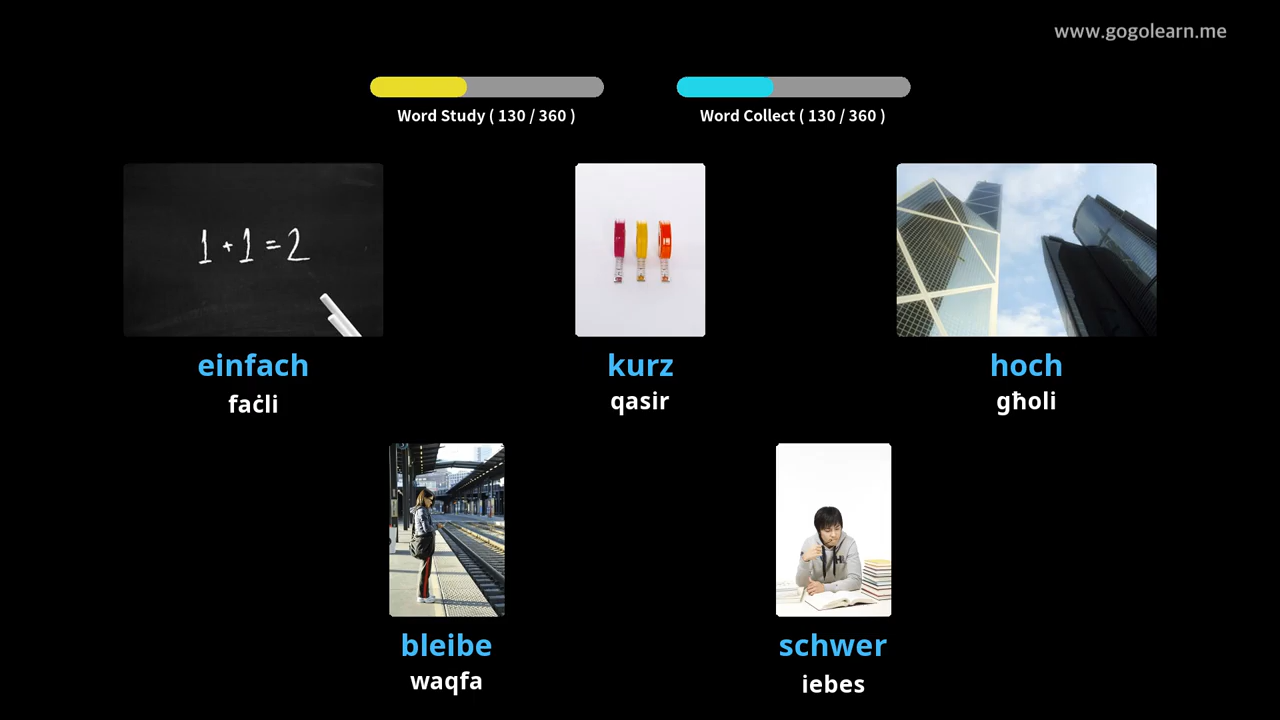 www.gogolearn.me
Word Study ( 130 / 360 )
Word Collect ( 130 / 360 )
1 + 1 = 2
einfach
faċli
kurz
qasir
hoch
għoli
bleibe
waqfa
schwer
iebes